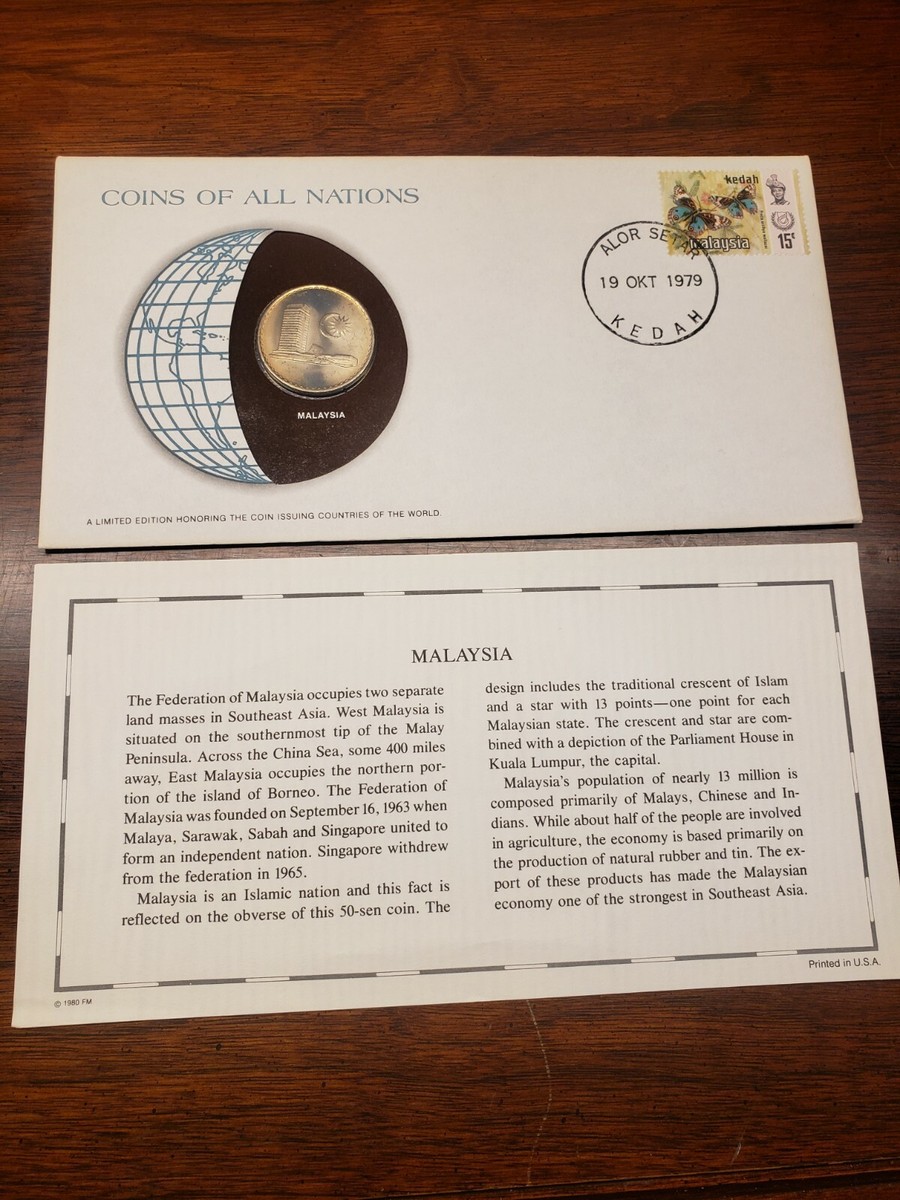 COINS OF ALL NATIONS
kedah
malaysia
15c
ALOR SETAR
19 OKT 1979
KEDAH
MALAYSIA
A LIMITED EDITION HONORING THE COIN ISSUING COUNTRIES OF THE WORLD.
MALAYSIA
The Federation of Malaysia occupies two separate
land masses in Southeast Asia. West Malaysia is
situated on the southernmost tip of the Malay
Peninsula. Across the China Sea, some 400 miles
away, East Malaysia occupies the northern por-
tion of the island of Borneo. The Federation of
Malaysia was founded on September 16, 1963 when
Malaya, Sarawak, Sabah and Singapore united to
form an independent nation. Singapore withdrew
from the federation in 1965.
Malaysia is an Islamic nation and this fact is
reflected on the obverse of this 50-sen coin. The
design includes the traditional crescent of Islam
and a star with 13 points—one point for each
Malaysian state. The crescent and star are com-
bined with a depiction of the Parliament House in
Kuala Lumpur, the capital.
Malaysia's population of nearly 13 million is
composed primarily of Malays, Chinese and In-
dians. While about half of the people are involved
in agriculture, the economy is based primarily on
the production of natural rubber and tin. The ex-
port of these products has made the Malaysian
economy one of the strongest in Southeast Asia.
© 1980 FM
Printed in U.S.A.